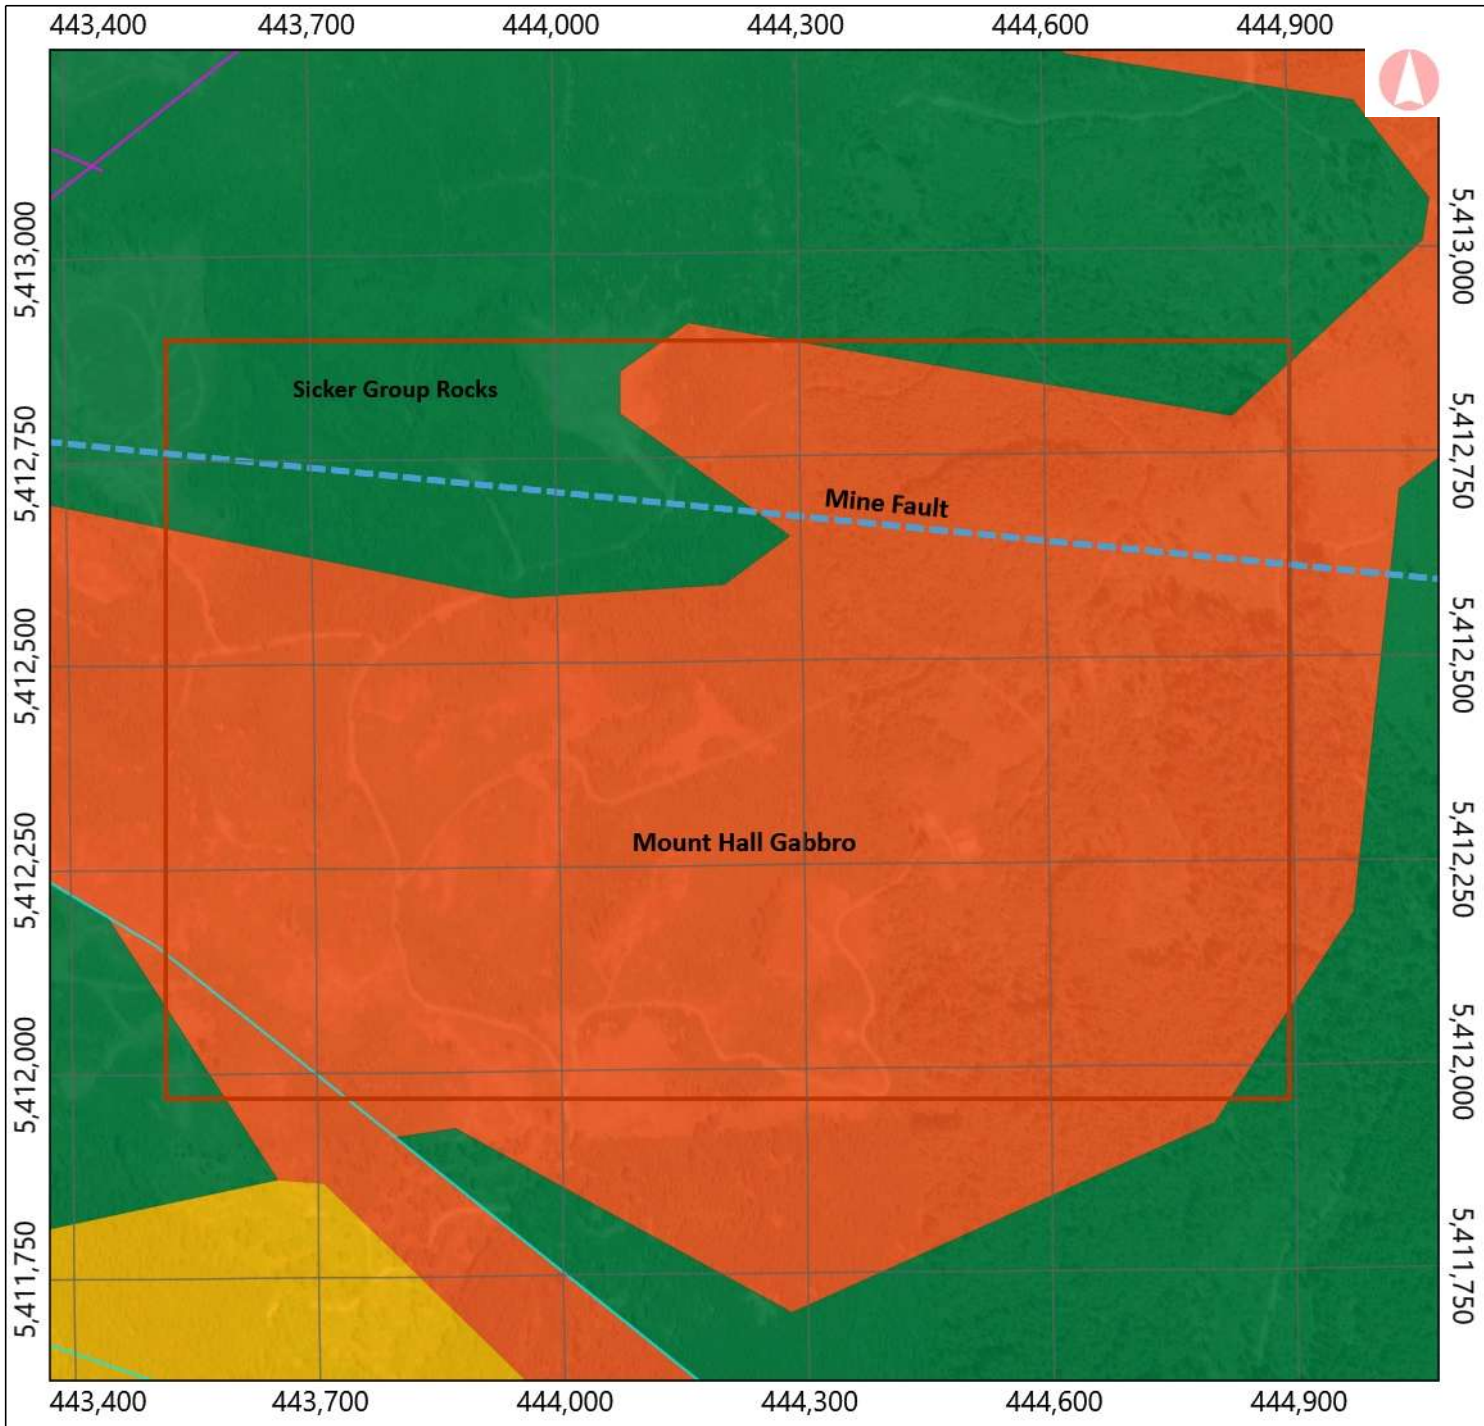 443,400 443,700 444,000 444,300 444,600 444,900
5,413,000 5,413,000
Sicker Group Rocks
5,412,750 5,412,750
Mine Fault
5,412,500 5,412,500
Mount Hall Gabbro
5,412,250 5,412,250
5,412,000 5,412,000
5,411,750 5,411,750
443,400 443,700 444,000 444,300 444,600 444,900